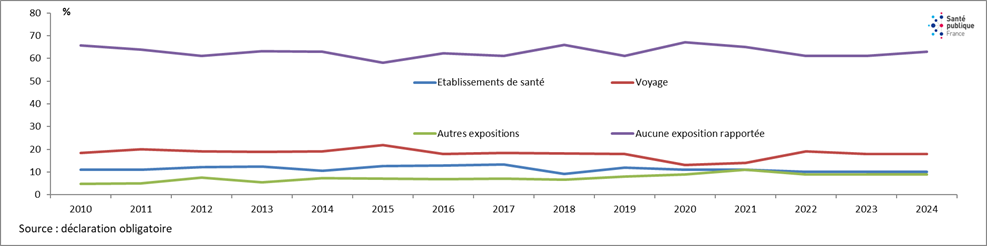 %
Santé
publique
France
80
70
60
50
40
30
20
10
0
Etablissements de santé
Voyage
Autres expositions
Aucune exposition rapportée
2010 2011 2012 2013 2014 2015 2016 2017 2018 2019 2020 2021 2022 2023 2024
Source : déclaration obligatoire